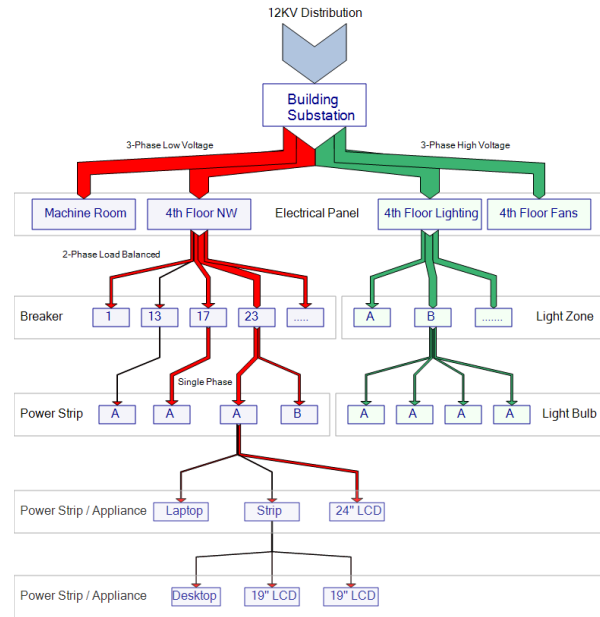 12KV Distribution
Building
Substation
3-Phase Low Voltage
3-Phase High Voltage
Machine Room
4th Floor NW
Electrical Panel
4th Floor Lighting
4th Floor Fans
2-Phase Load Balanced
Breaker
1
13
17
23
.....
A
B
.......
Light Zone
Single Phase
Power Strip
A
A
A
B
A
A
A
A
Light Bulb
Power Strip / Appliance
Laptop
Strip
24" LCD
Power Strip / Appliance
Desktop
19" LCD
19" LCD